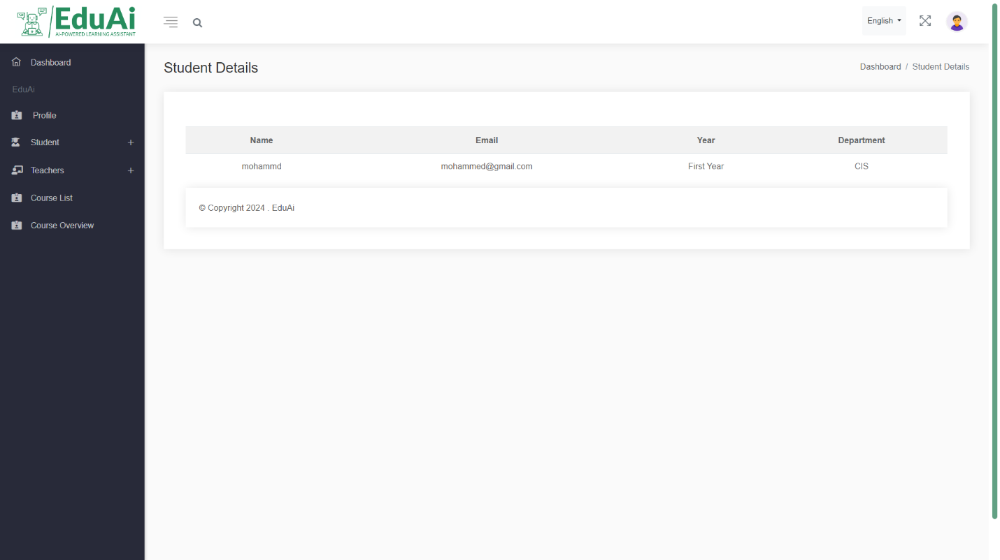 EduAi
AI-POWERED LEARNING ASSISTANT
English
Dashboard
EduAi
Profile
Student +
Teachers +
Course List
Course Overview
Student Details
Dashboard / Student Details
Name Email Year Department
mohammd mohammed@gmail.com First Year CIS
© Copyright 2024 . EduAi